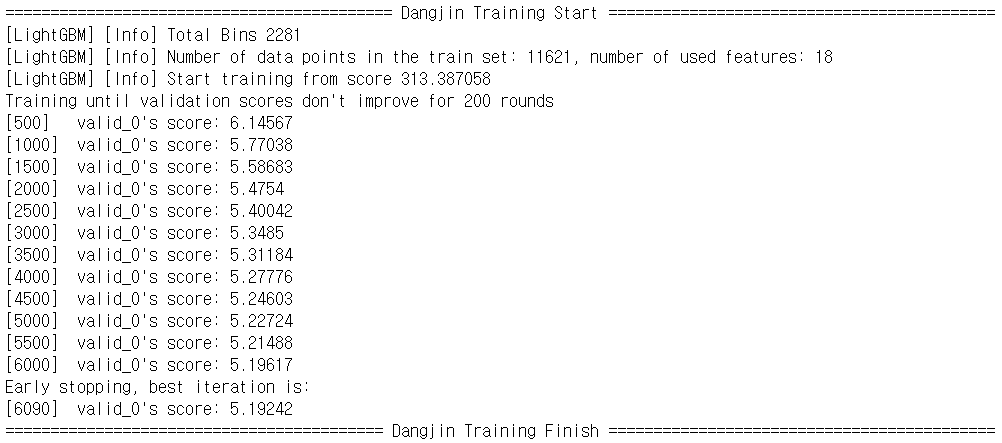 =========================================== Dangjin Training Start ===========================================
[LightGBM] [Info] Total Bins 2281
[LightGBM] [Info] Number of data points in the train set: 11621, number of used features: 18
[LightGBM] [Info] Start training from score 313.387058
Training until validation scores don't improve for 200 rounds
[500]	valid_0's score: 6.14567
[1000]	valid_0's score: 5.77038
[1500]	valid_0's score: 5.58683
[2000]	valid_0's score: 5.4754
[2500]	valid_0's score: 5.40042
[3000]	valid_0's score: 5.3485
[3500]	valid_0's score: 5.31184
[4000]	valid_0's score: 5.27776
[4500]	valid_0's score: 5.24603
[5000]	valid_0's score: 5.22724
[5500]	valid_0's score: 5.21488
[6000]	valid_0's score: 5.19617
Early stopping, best iteration is:
[6090]	valid_0's score: 5.19242
========================================== Dangjin Training Finish ============================================